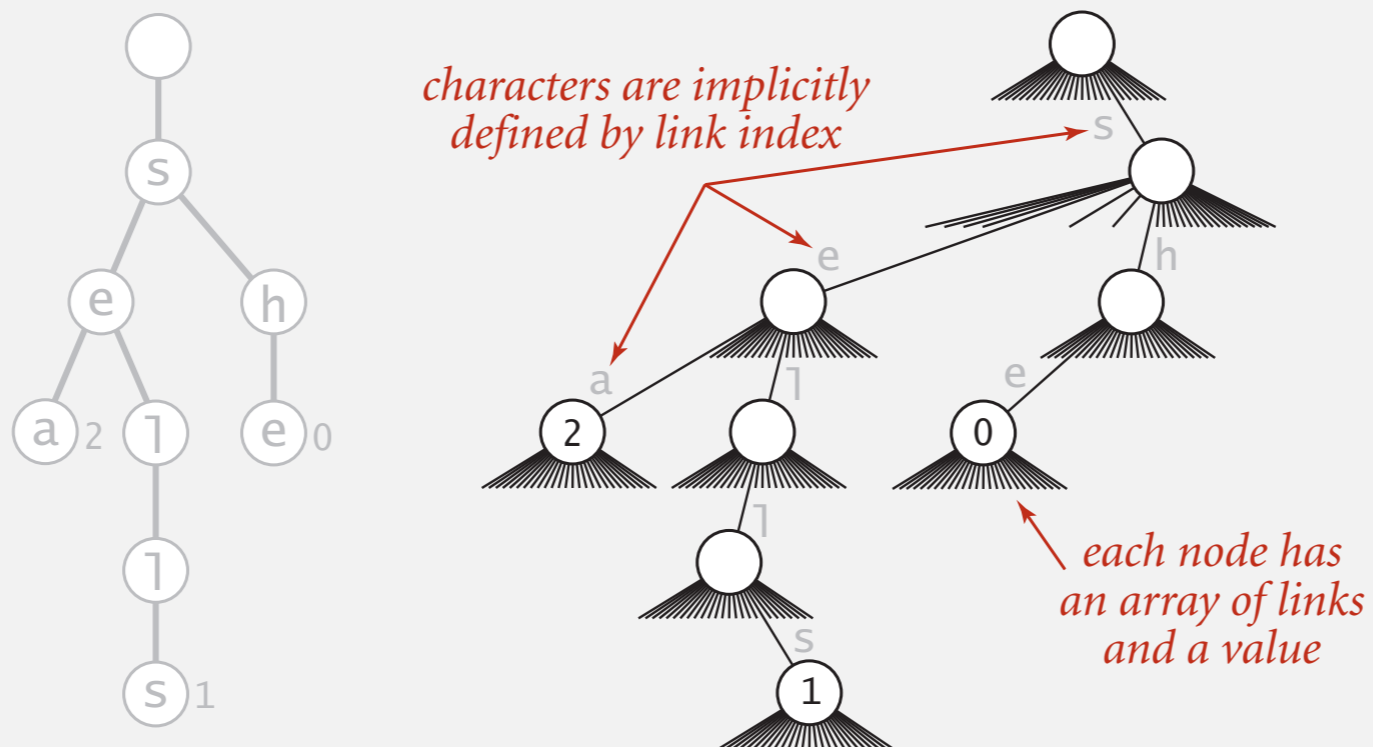 characters are implicitly
defined by link index
s
s
e
h
e
h
a 2
l
e 0
a
l
e
2
0
l
l
each node has
an array of links
and a value
s
s 1
1